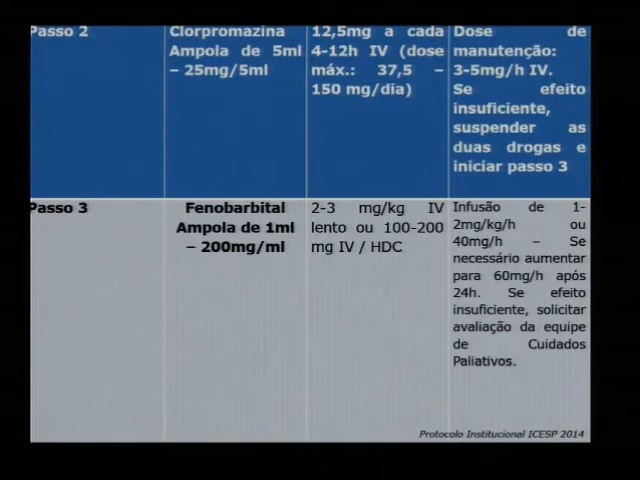 Passo 2
Clorpromazina
Ampola de 5ml
– 25mg/5ml
12,5mg a cada
4-12h IV (dose
máx.: 37,5 –
150 mg/dia)
Dose de
manutenção:
3-5mg/h IV.
Se efeito
insuficiente,
suspender as
duas drogas e
iniciar passo 3
Passo 3
Fenobarbital
Ampola de 1ml
– 200mg/ml
2-3 mg/kg IV
lento ou 100-200
mg IV / HDC
Infusão de 1-
2mg/kg/h ou
40mg/h – Se
necessário aumentar
para 60mg/h após
24h. Se efeito
insuficiente, solicitar
avaliação da equipe
de Cuidados
Paliativos.
Protocolo Institucional ICESP 2014